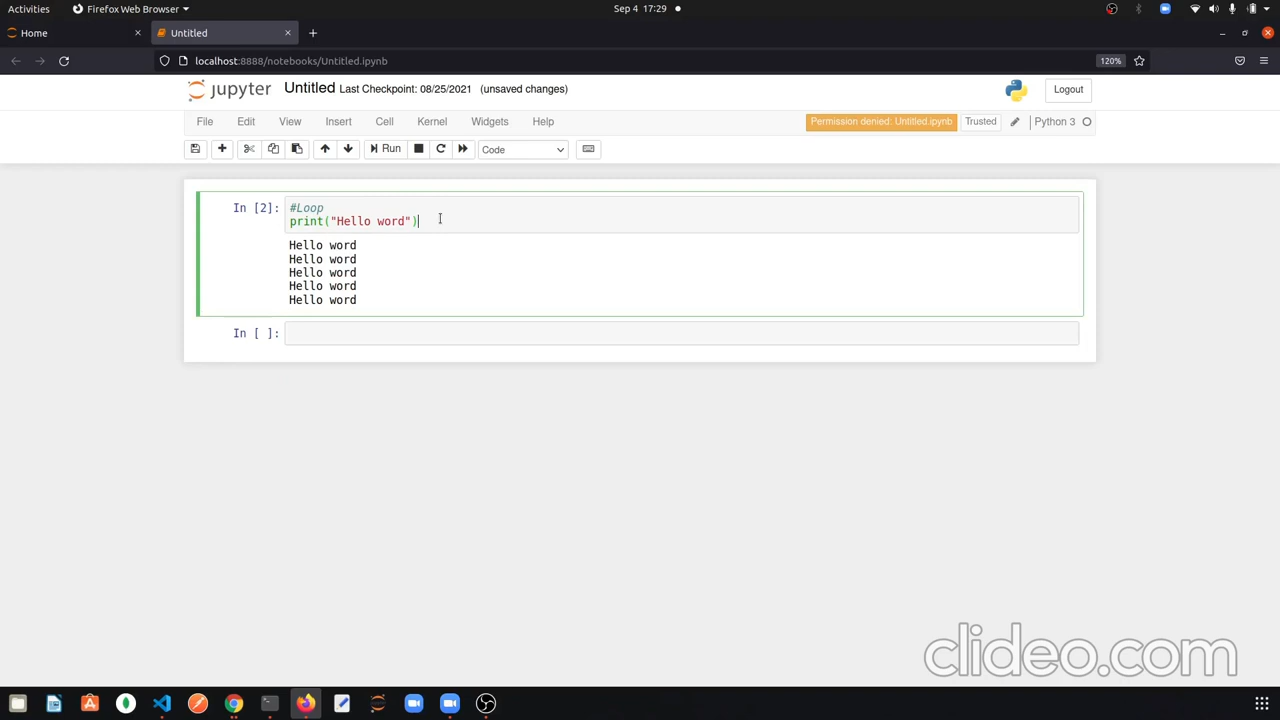 Activities
Firefox Web Browser
Sep 4 17:29
Home
Untitled
localhost:8888/notebooks/Untitled.ipynb
120%
jupyter
Untitled Last Checkpoint: 08/25/2021 (unsaved changes)
Logout
File Edit View Insert Cell Kernel Widgets Help
Permission denied: Untitled.ipynb
Trusted
Python 3
Run
Code
In [2]:
#Loop
print("Hello word")
Hello word
Hello word
Hello word
Hello word
Hello word
In [ ]:
clideo.com